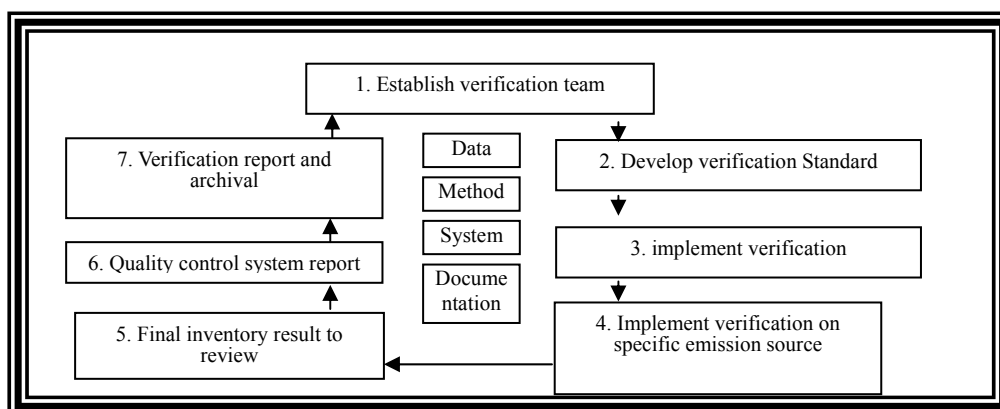 1. Establish verification team
2. Develop verification Standard
3. implement verification
4. Implement verification on
specific emission source
5. Final inventory result to
review
6. Quality control system report
7. Verification report and
archival
Data
Method
System
Docume
ntation